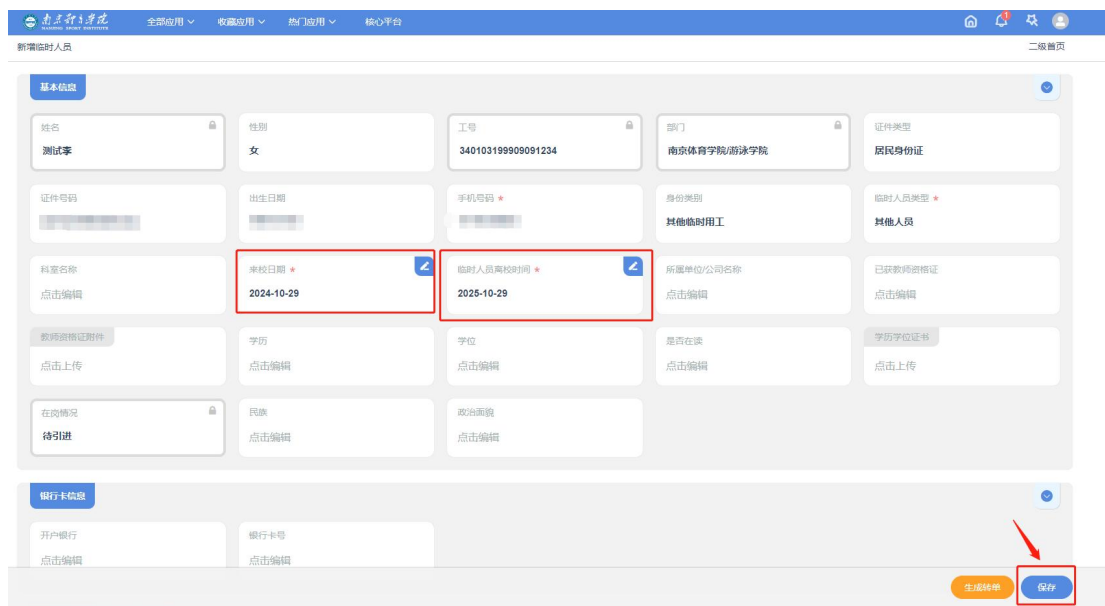 南京体育学院 全部应用 收藏应用 热门应用 核心平台 1
NANJING SPORT INSTITUTE
新增临时人员 二级首页
基本信息
姓名 性别 工号 部门 证件类型
测试李 女 340103199909091234 南京体育学院/游泳学院 居民身份证
证件号码 出生日期 手机号码 * 身份类别 临时人员类型 *
其他临时用工 其他人员
科室名称 来校日期 * 临时人员离校时间 * 所属单位/公司名称 已获教师资格证
点击编辑 2024-10-29 2025-10-29 点击编辑 点击编辑
教师资格证附件 学历 学位 是否在读 学历学位证书
点击上传 点击编辑 点击编辑 点击编辑 点击上传
在岗情况 民族 政治面貌
待引进 点击编辑 点击编辑
银行卡信息
开户银行 银行卡号
点击编辑 点击编辑
生成转单 保存